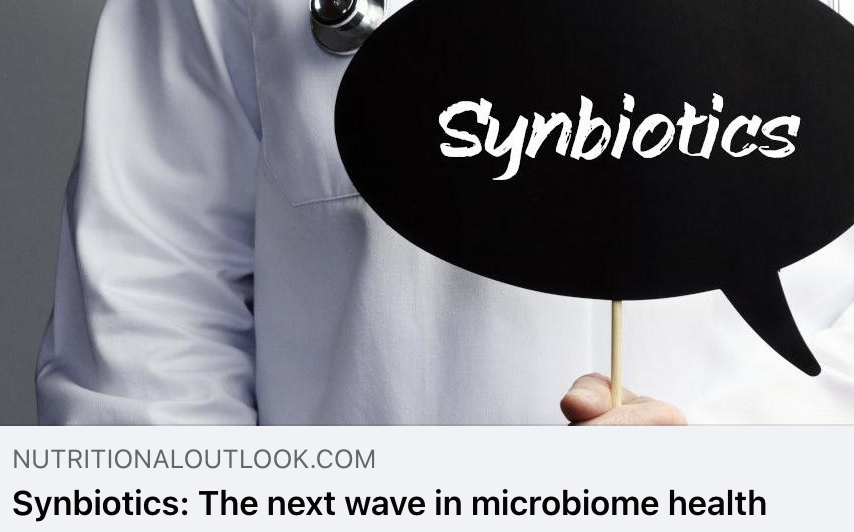 Synbiotics
NUTRITIONALOUTLOOK.COM
Synbiotics: The next wave in microbiome health